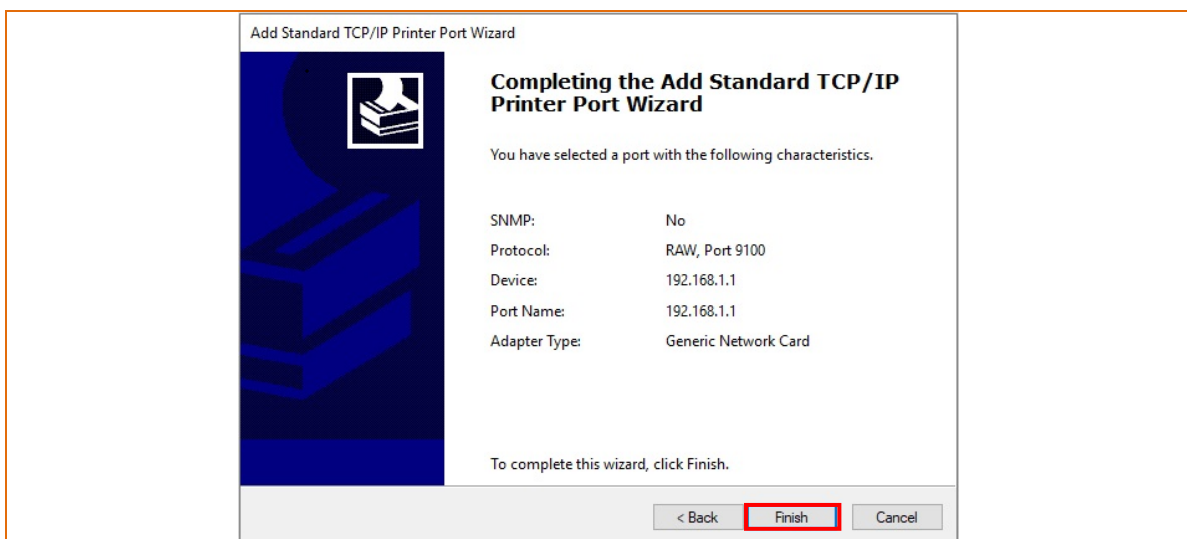 Add Standard TCP/IP Printer Port Wizard
Completing the Add Standard TCP/IP
Printer Port Wizard
You have selected a port with the following characteristics.
SNMP: No
Protocol: RAW, Port 9100
Device: 192.168.1.1
Port Name: 192.168.1.1
Adapter Type: Generic Network Card
To complete this wizard, click Finish.
< Back Finish Cancel